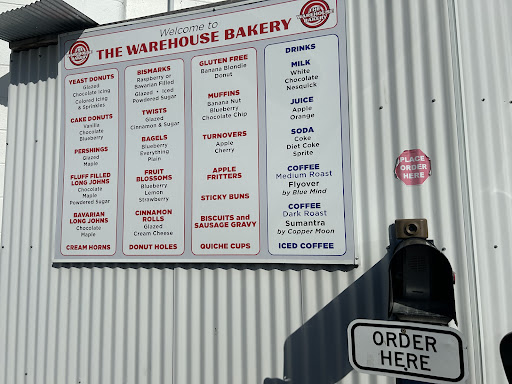 Welcome to
THE WAREHOUSE BAKERY
THE
WAREHOUSE
BAKERY
YEAST DONUTS
Glazed
Chocolate Icing
Colored Icing
& Sprinkles
CAKE DONUTS
Vanilla
Chocolate
Blueberry
PERSHINGS
Glazed
Maple
FLUFF FILLED
LONG JOHNS
Chocolate
Maple
Powdered Sugar
BAVARIAN
LONG JOHNS
Chocolate
Maple
CREAM HORNS
BISMARKS
Raspberry or
Bavarian Filled
Glazed • Iced
Powdered Sugar
TWISTS
Glazed
Cinnamon & Sugar
BAGELS
Blueberry
Everything
Plain
FRUIT
BLOSSOMS
Blueberry
Lemon
Strawberry
CINNAMON
ROLLS
Glazed
Cream Cheese
DONUT HOLES
GLUTEN FREE
Banana Blondie
Donut
MUFFINS
Banana Nut
Blueberry
Chocolate Chip
TURNOVERS
Apple
Cherry
APPLE
FRITTERS
STICKY BUNS
BISCUITS and
SAUSAGE GRAVY
QUICHE CUPS
DRINKS
MILK
White
Chocolate
Nesquick
JUICE
Apple
Orange
SODA
Coke
Diet Coke
Sprite
COFFEE
Medium Roast
Flyover
by Blue Mind
COFFEE
Dark Roast
Sumantra
by Copper Moon
ICED COFFEE
PLACE
ORDER
HERE
ORDER
HERE